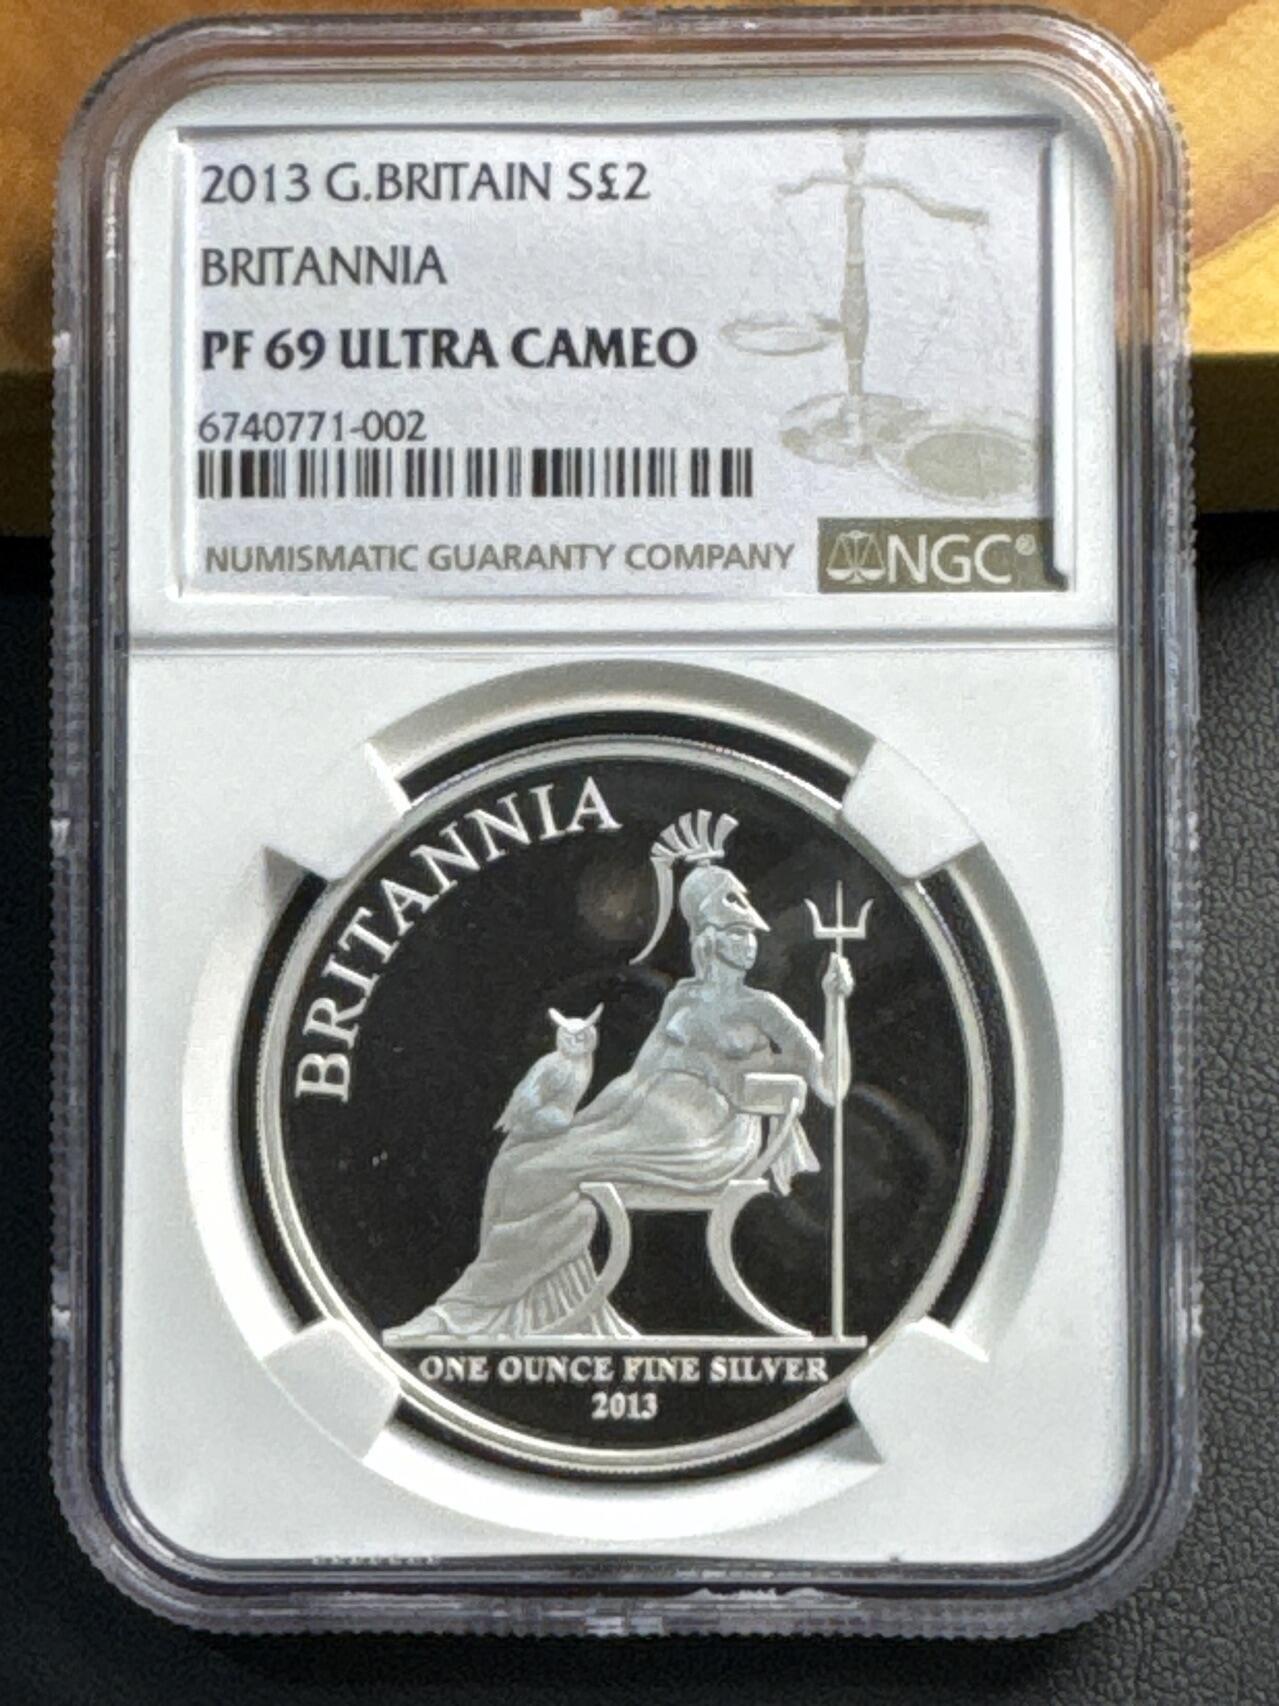 2013 G.BRITAIN S£2
BRITANNIA
PF 69 ULTRA CAMEO
6740771-002
NUMISMATIC GUARANTY COMPANY
NGC®
BRITANNIA
ONE OUNCE FINE SILVER
2013